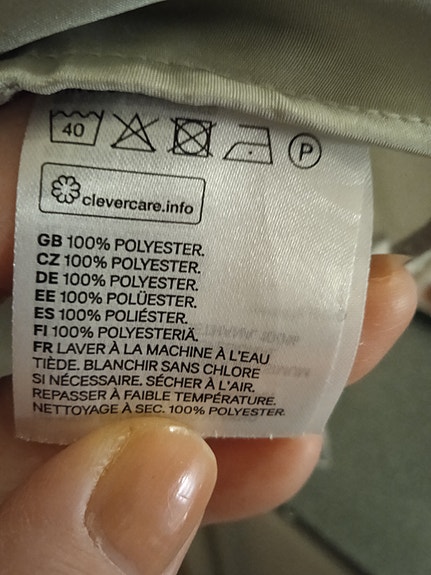 40
P
clevercare.info
GB 100% POLYESTER.
CZ 100% POLYESTER.
DE 100% POLYESTER.
EE 100% POLÜESTER.
ES 100% POLIÉSTER.
FI 100% POLYESTERIÄ.
FR LAVER À LA MACHINE À L'EAU
TIÈDE. BLANCHIR SANS CHLORE
SI NÉCESSAIRE. SÉCHER À L'AIR.
REPASSER À FAIBLE TEMPÉRATURE.
NETTOYAGE À SEC. 100% POLYESTER.